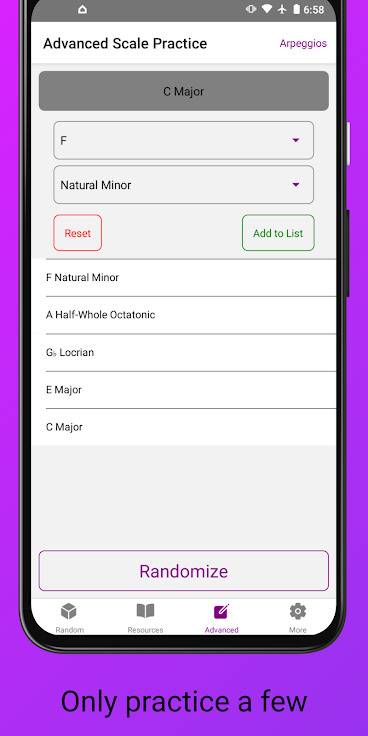 6:58
Advanced Scale Practice Arpeggios
C Major
F
Natural Minor
Reset Add to List
F Natural Minor
A Half-Whole Octatonic
G♭ Locrian
E Major
C Major
Randomize
Random Resources Advanced More
Only practice a few